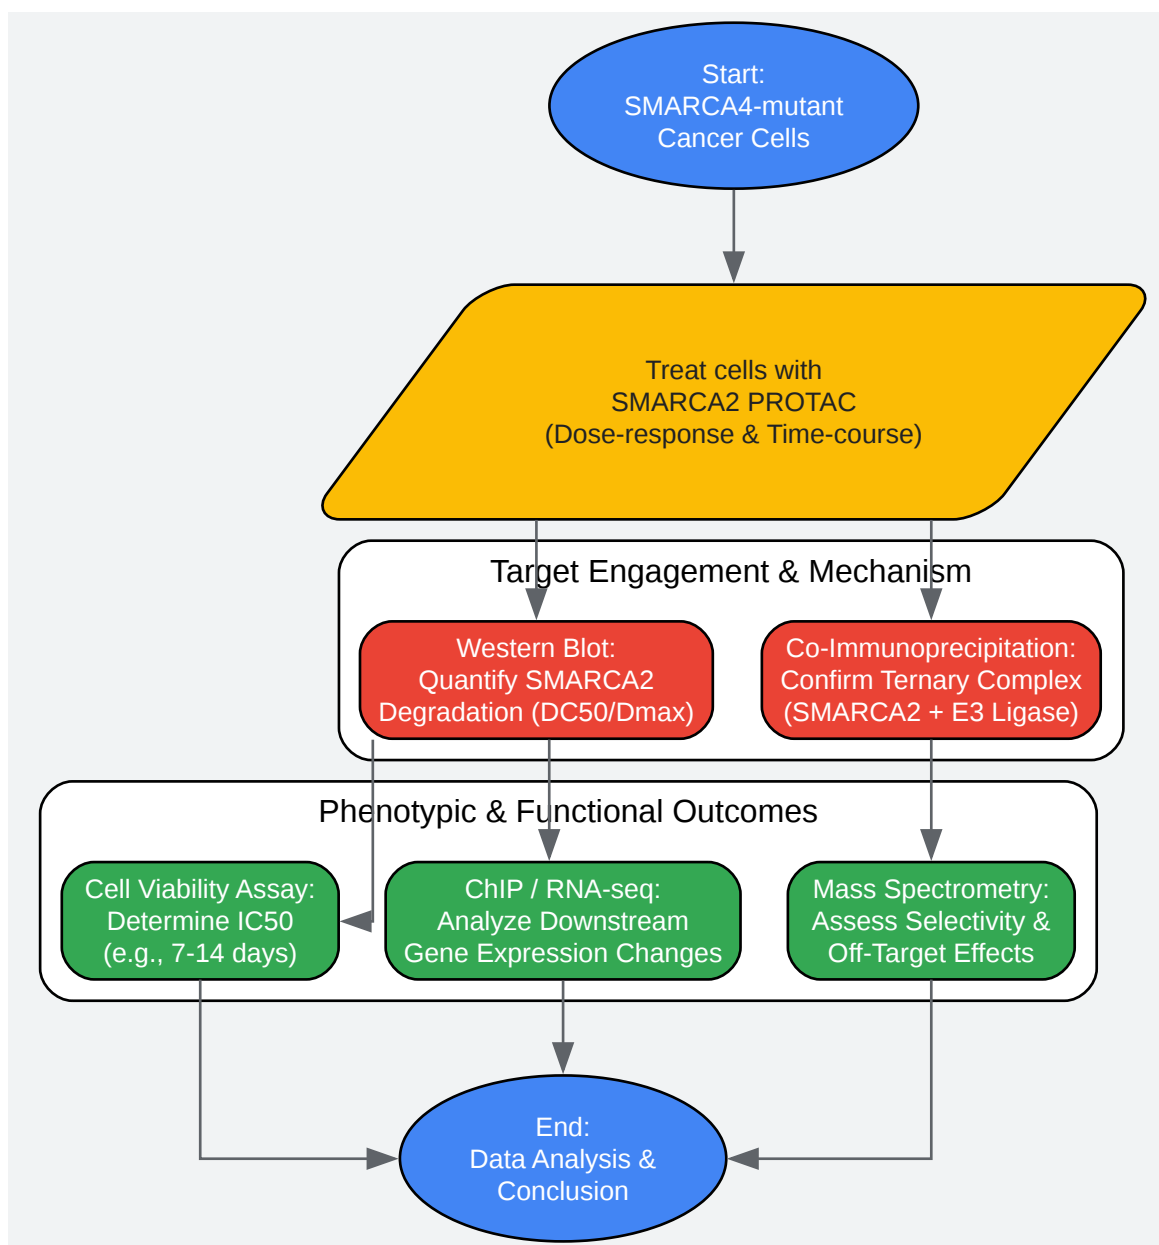 Start:
SMARCA4-mutant
Cancer Cells
Treat cells with
SMARCA2 PROTAC
(Dose-response & Time-course)
Target Engagement & Mechanism
Western Blot:
Quantify SMARCA2
Degradation (DC50/Dmax)
Co-Immunoprecipitation:
Confirm Ternary Complex
(SMARCA2 + E3 Ligase)
Phenotypic & Functional Outcomes
Cell Viability Assay:
Determine IC50
(e.g., 7-14 days)
ChIP / RNA-seq:
Analyze Downstream
Gene Expression Changes
Mass Spectrometry:
Assess Selectivity &
Off-Target Effects
End:
Data Analysis &
Conclusion